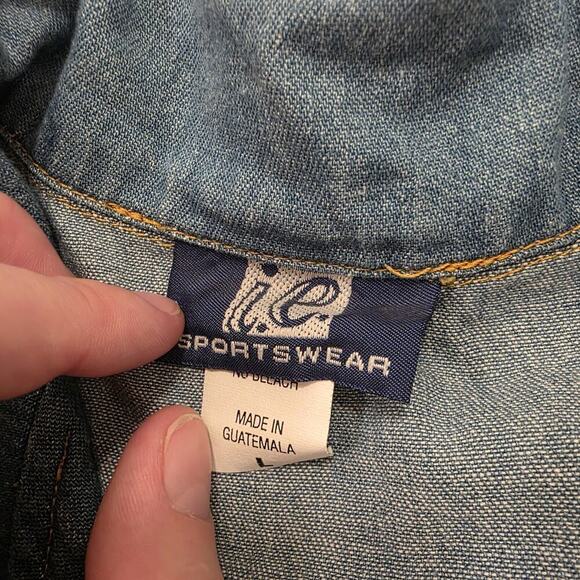 i.e
SPORTSWEAR
NO BLEACH
MADE IN
GUATEMALA
L